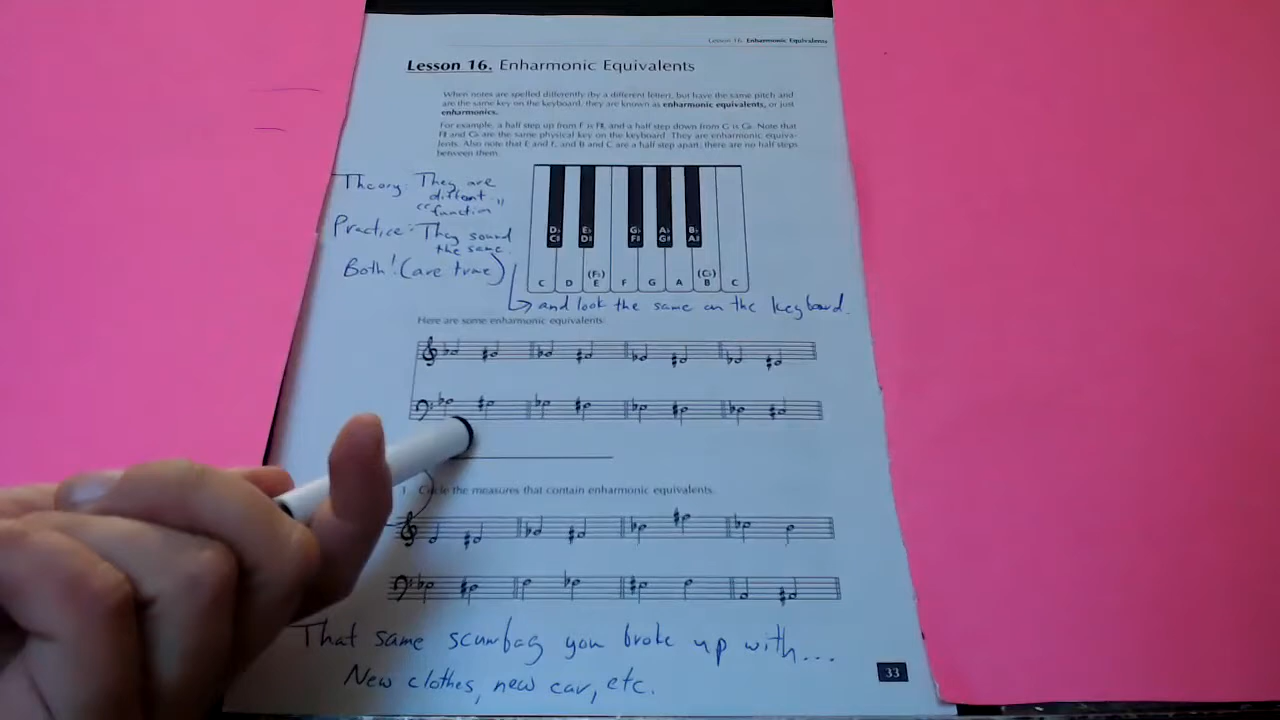 Lesson 16. Enharmonic Equivalents
Lesson 16. Enharmonic Equivalents
When notes are spelled differently (by a different letter), but have the same pitch and
are the same key on the keyboard, they are known as enharmonic equivalents, or just
enharmonics.
For example, a half step up from F is F♯, and a half step down from G is G♭. Note that
F♯ and G♭ are the same physical key on the keyboard. They are enharmonic equiva-
lents. Also note that E and F, and B and C are a half step apart; there are no half steps
between them.
Theory: They are
"function"
Practice: They sound
the same.
Both! (are true)
D♭ E♭ G♭ A♭ B♭
C♯ D♯ F♯ G♯ A♯
(F♭) (C♭)
C D E F G A B C
and look the same on the keyboard.
Here are some enharmonic equivalents:
1. Circle the measures that contain enharmonic equivalents.
That same scumbag you broke up with...
New clothes, new car, etc.
33